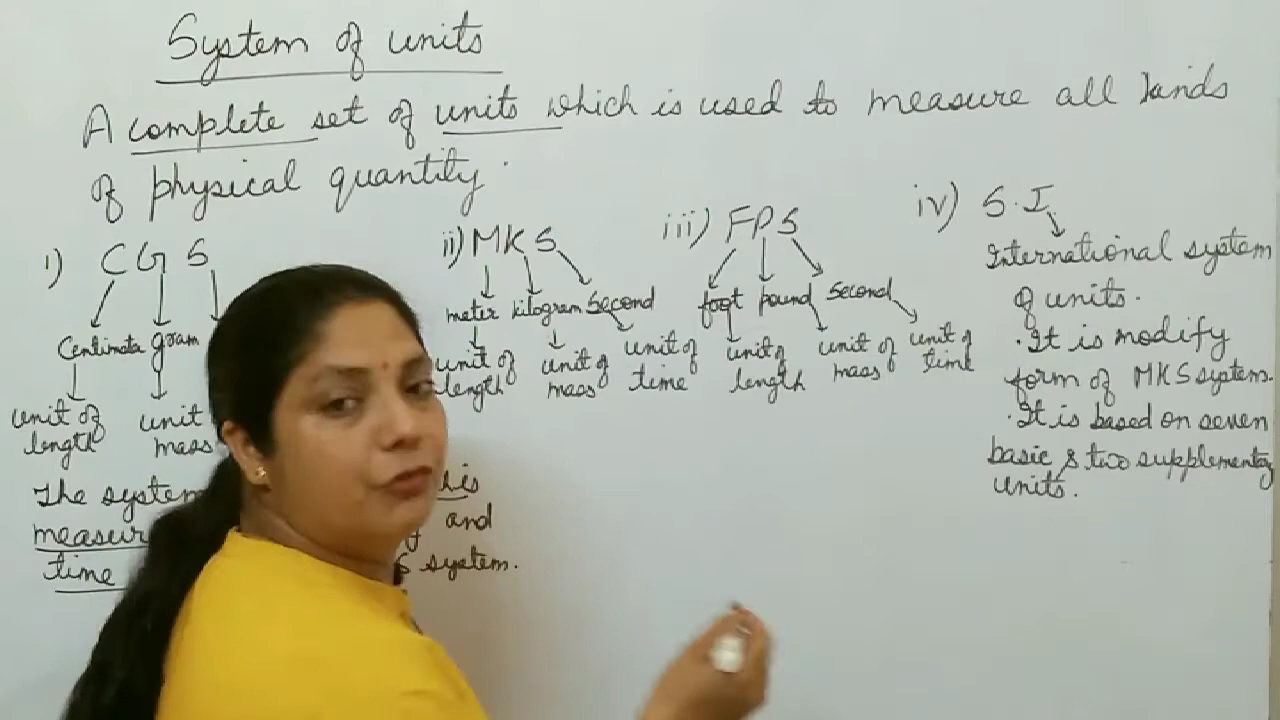 System of units
A complete set of units which is used to measure all kinds
of physical quantity.
i) C G S
Centimeta gram
unit of length
unit mass
The system
measur
time
his
and
system.
ii) M K S
meter kilogram Second
unit of length
unit of mass
unit of time
iii) F P S
foot pound Second
unit of length
unit of mass
unit of time
iv) S.I
International system
of units.
· It is modify
form of MKS system.
· It is based on seven
basic & two supplementary
units.